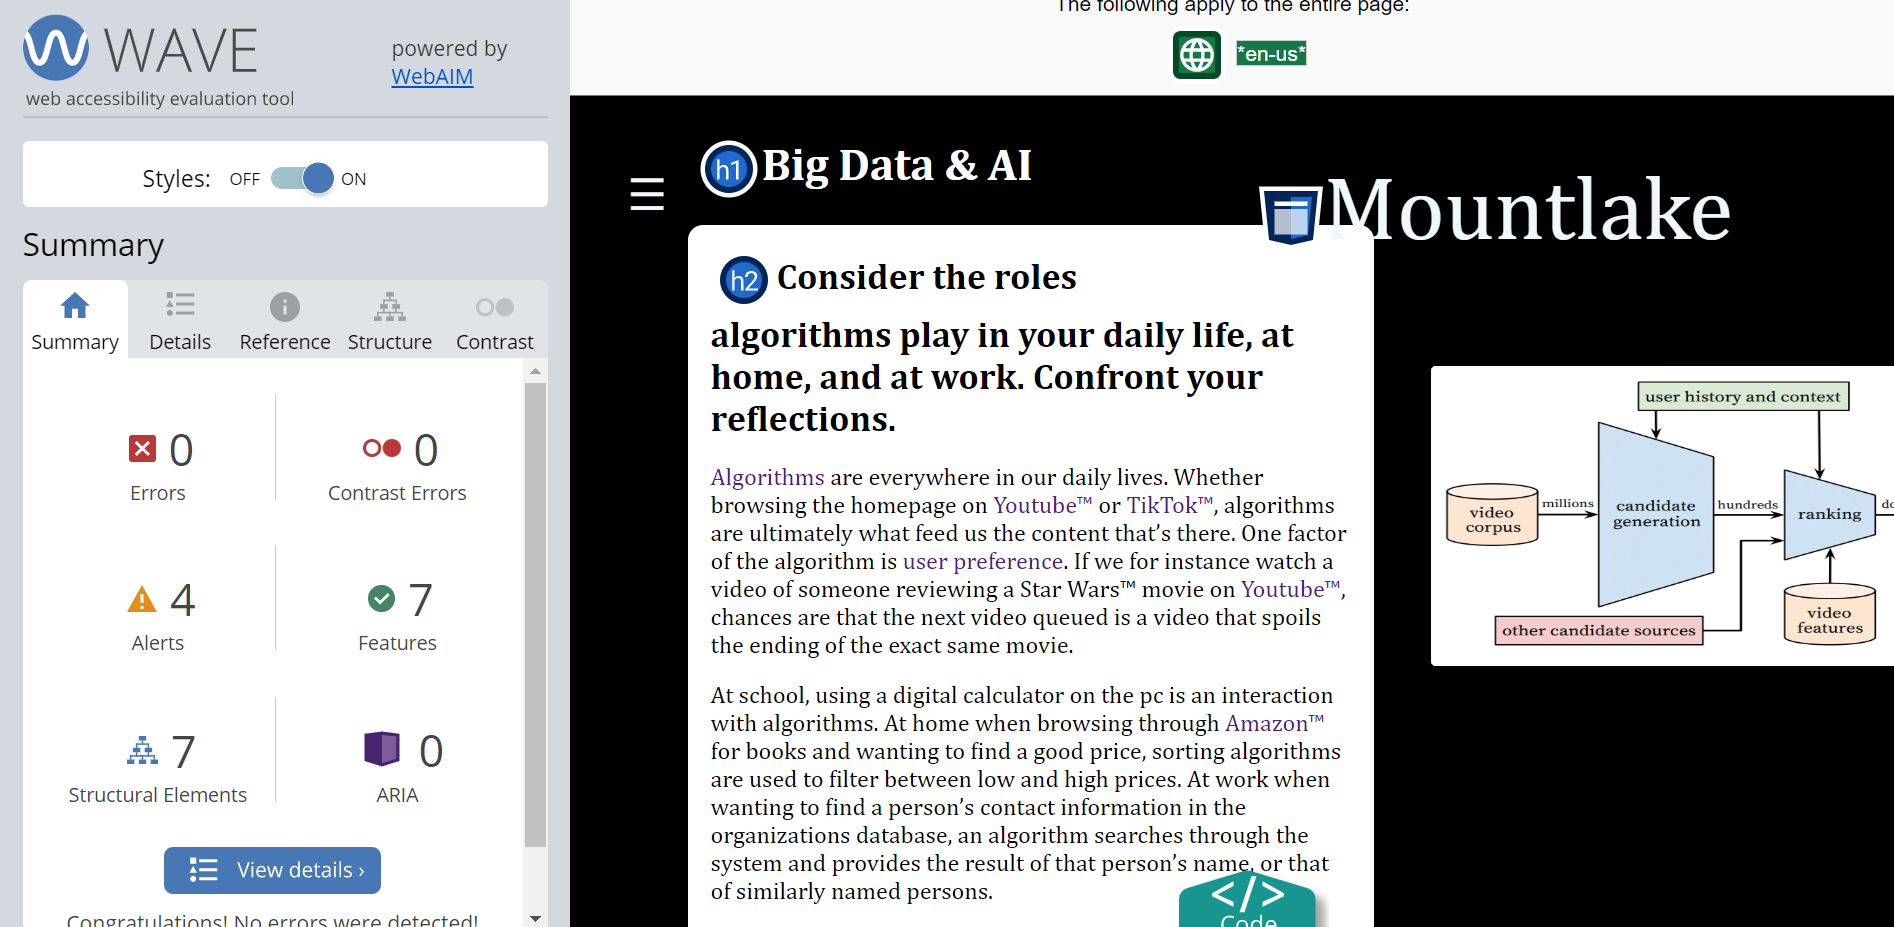 WAVE
web accessibility evaluation tool
powered by
WebAIM
Styles: OFF ON
Summary
Summary Details Reference Structure Contrast
0
Errors
0
Contrast Errors
4
Alerts
7
Features
7
Structural Elements
0
ARIA
View details ›
Congratulations! No errors were detected!
The following apply to the entire page:
*en-us*
h1 Big Data & AI
Mountlake
h2 Consider the roles
algorithms play in your daily life, at
home, and at work. Confront your
reflections.
Algorithms are everywhere in our daily lives. Whether
browsing the homepage on Youtube™ or TikTok™, algorithms
are ultimately what feed us the content that’s there. One factor
of the algorithm is user preference. If we for instance watch a
video of someone reviewing a Star Wars™ movie on Youtube™,
chances are that the next video queued is a video that spoils
the ending of the exact same movie.
At school, using a digital calculator on the pc is an interaction
with algorithms. At home when browsing through Amazon™
for books and wanting to find a good price, sorting algorithms
are used to filter between low and high prices. At work when
wanting to find a person’s contact information in the
organizations database, an algorithm searches through the
system and provides the result of that person’s name, or that
of similarly named persons.
</> Code
user history and context
video
corpus
millions
candidate
generation
hundreds
ranking
do
other candidate sources
video
features